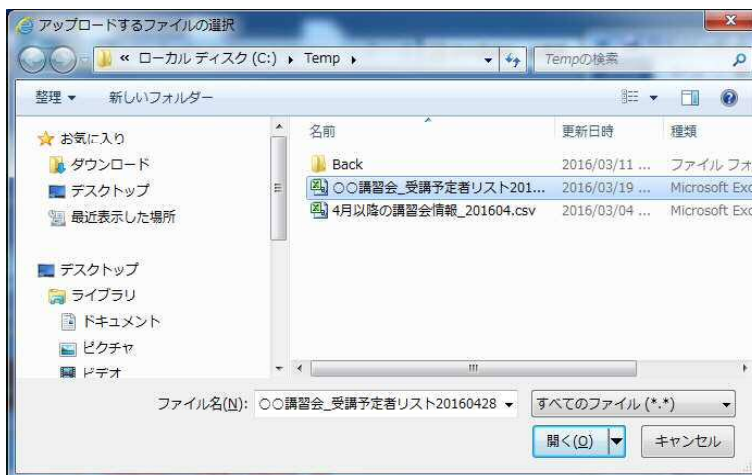 アップロードするファイルの選択
« ローカル ディスク (C:) ▸ Temp ▸ Tempの検索
整理 ▼ 新しいフォルダー
お気に入り
ダウンロード
デスクトップ
最近表示した場所
デスクトップ
ライブラリ
ドキュメント
ピクチャ
ビデオ
名前 更新日時 種類
Back 2016/03/11 ... ファイル フォ
〇〇講習会_受講予定者リスト201... 2016/03/19 ... Microsoft Exc
4月以降の講習会情報_201604.csv 2016/03/04 ... Microsoft Exc
ファイル名(N): 〇〇講習会_受講予定者リスト20160428 すべてのファイル (*.*)
開く(O) キャンセル